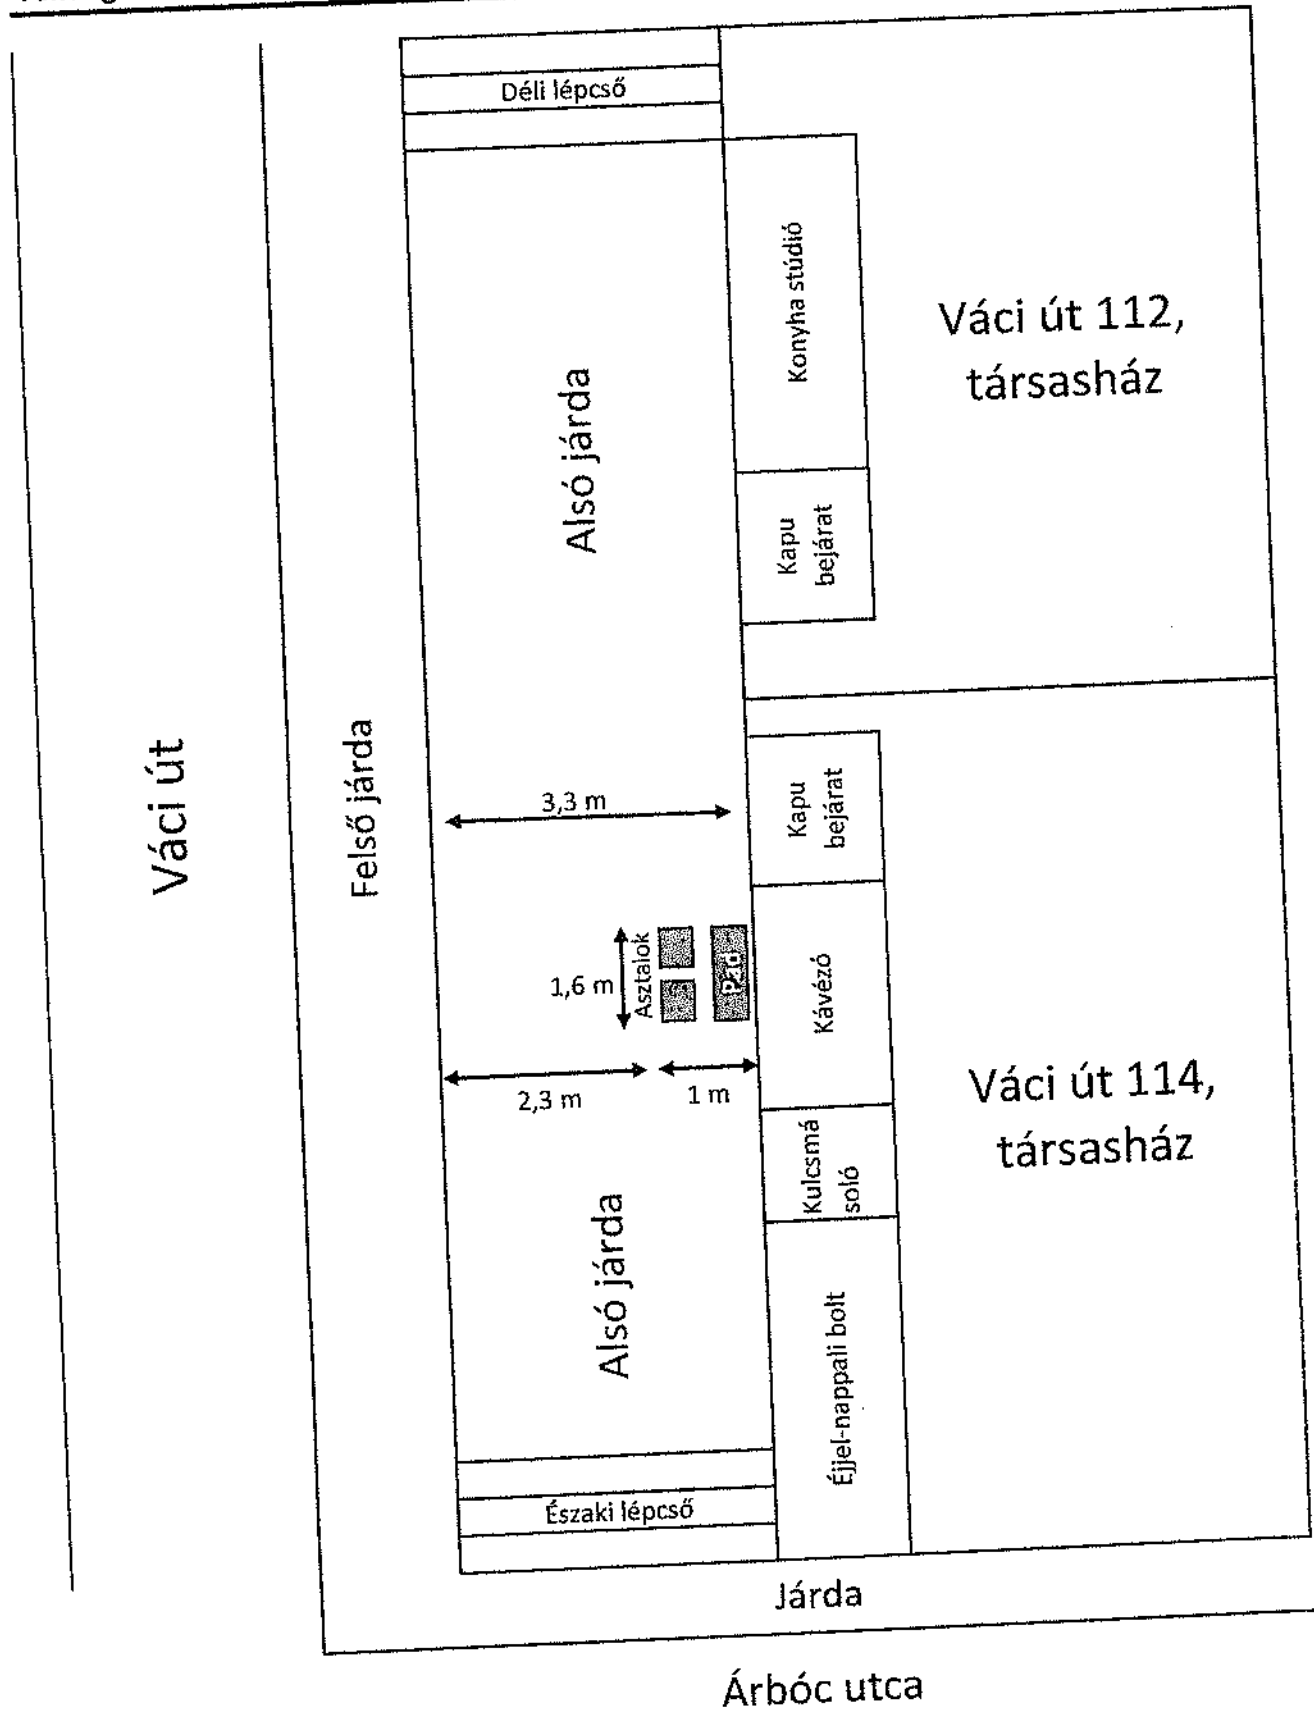 Déli lépcső
Konyha stúdió
Váci út 112,
társasház
Alsó járda
Kapu
bejárat
Váci út
Felső járda
3,3 m
Kapu
bejárat
1,6 m
Asztalok
Pad
Kávézó
2,3 m
1 m
Váci út 114,
társasház
Kulcsmá
soló
Alsó járda
Éjjel-nappali bolt
Északi lépcső
Járda
Árbóc utca